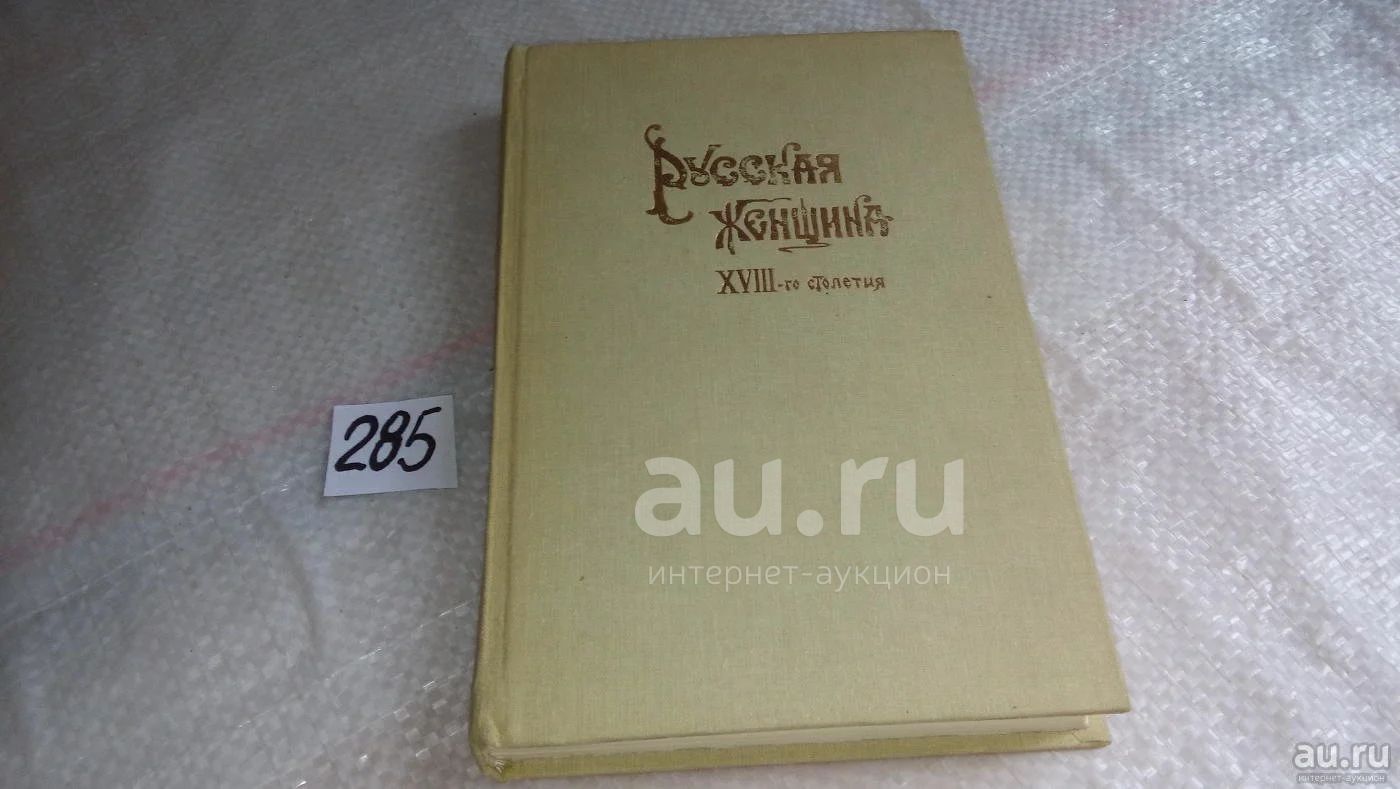 Русская
женщина
XVIII-го столетия
285
au.ru
интернет-аукцион
au.ru
интернет-аукцион